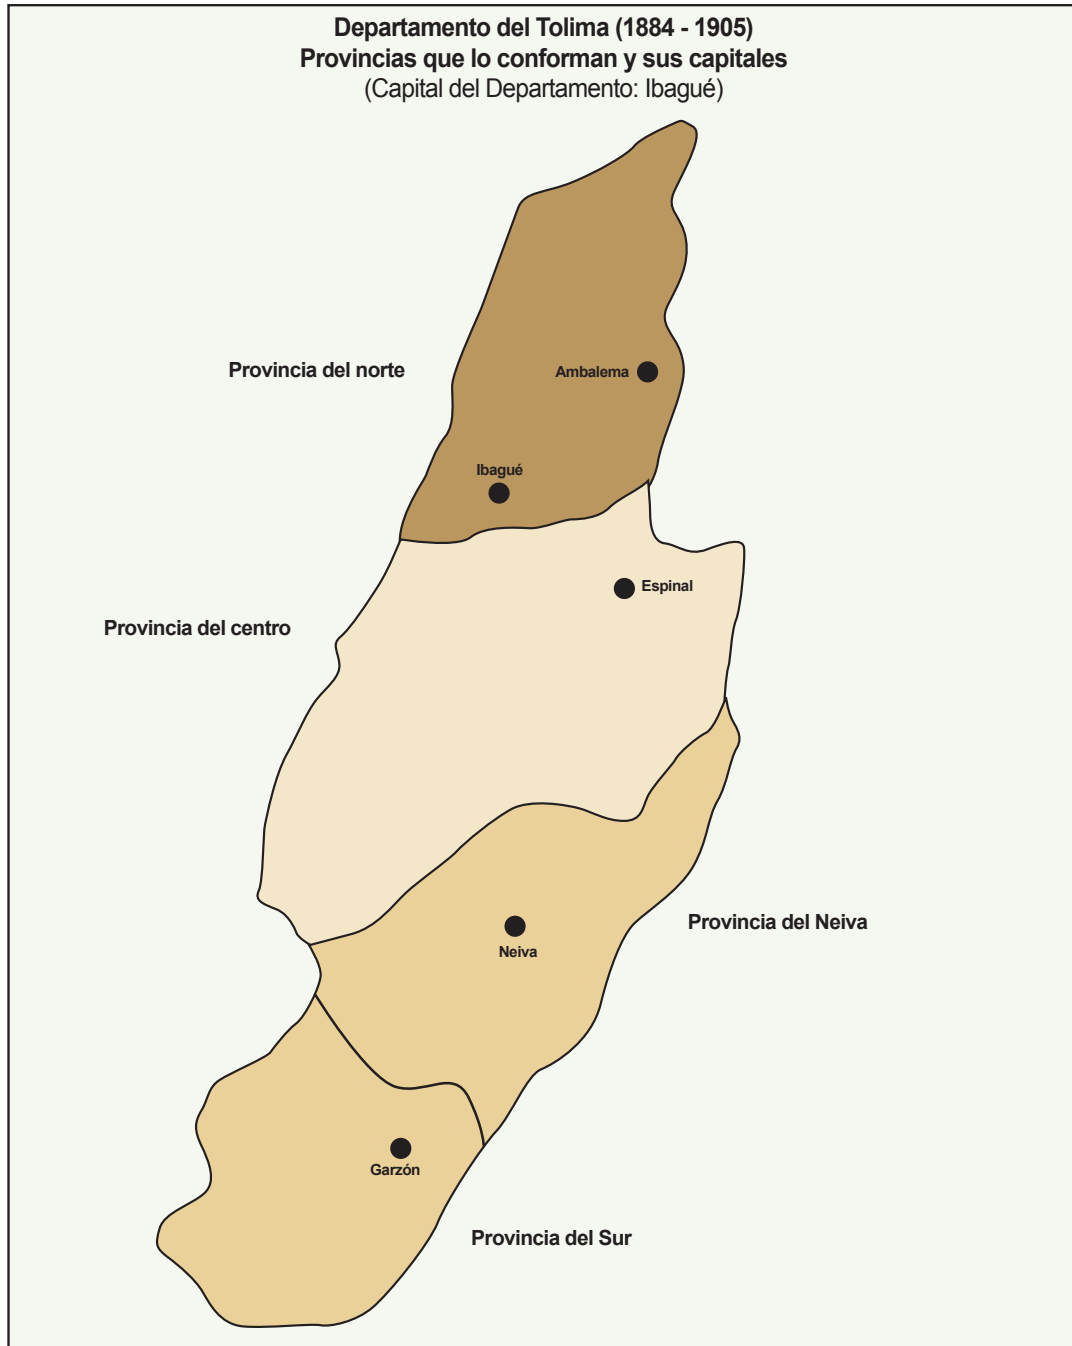 Departamento del Tolima (1884 - 1905)
Provincias que lo conforman y sus capitales
(Capital del Departamento: Ibagué)
Provincia del norte
Ambalema
Ibagué
Espinal
Provincia del centro
Provincia del Neiva
Neiva
Garzón
Provincia del Sur